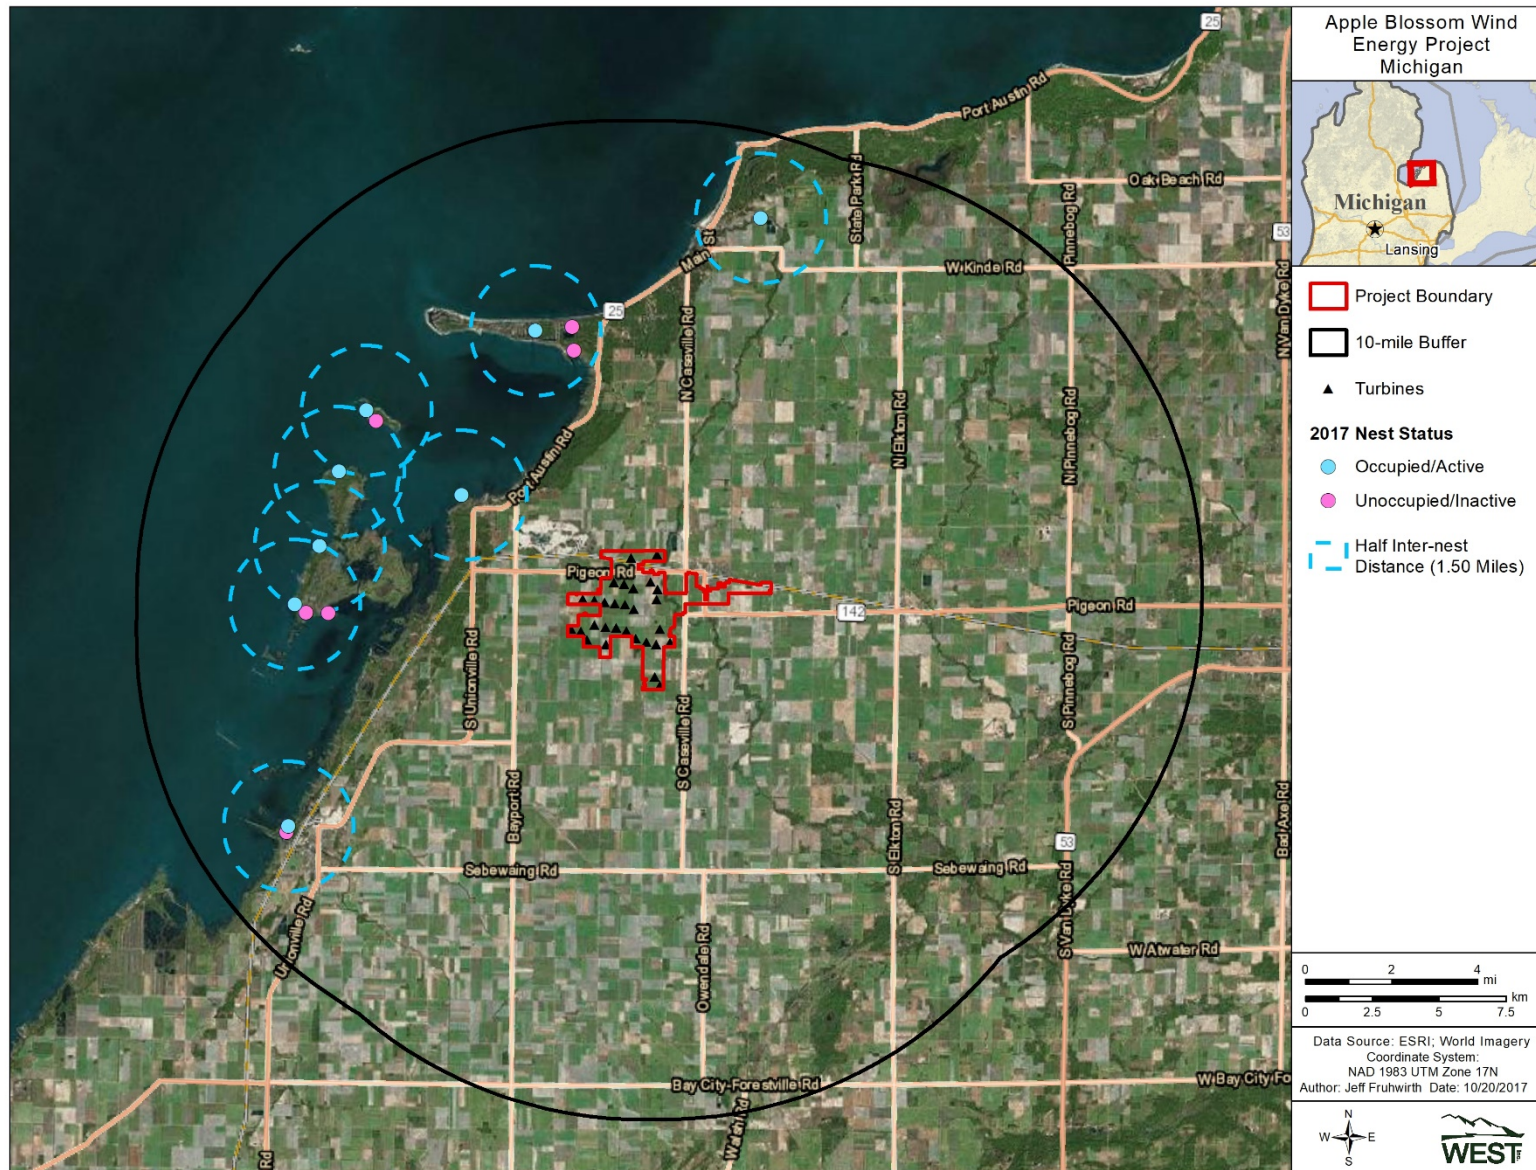 Apple Blossom Wind
Energy Project
Michigan
Michigan
Lansing
Project Boundary
10-mile Buffer
Turbines
2017 Nest Status
Occupied/Active
Unoccupied/Inactive
Half Inter-nest
Distance (1.50 Miles)
0 2 4
mi
km
0 2.5 5 7.5
Data Source: ESRI; World Imagery
Coordinate System:
NAD 1983 UTM Zone 17N
Author: Jeff Fruhwirth Date: 10/20/2017
N
W E
S
WEST
25
Port Austin Rd
Oak Beach Rd
State Park Rd
N Pinnebog Rd
53
Main St
W Kinde Rd
N Van Dyke Rd
25
N Caseville Rd
N Elkton Rd
N Pinnebog Rd
Port Austin Rd
Pigeon Rd
142
Pigeon Rd
S Unionville Rd
S Pinnebog Rd
S Caseville Rd
Bayport Rd
S Elkton Rd
Bad Axe Rd
53
Sebewaing Rd
Sebewaing Rd
Unionville Rd
Owendale Rd
S Van Dyke Rd
W Atwater Rd
Bay City-Forestville Rd
W Bay City Fo
Walsh Rd
Rd